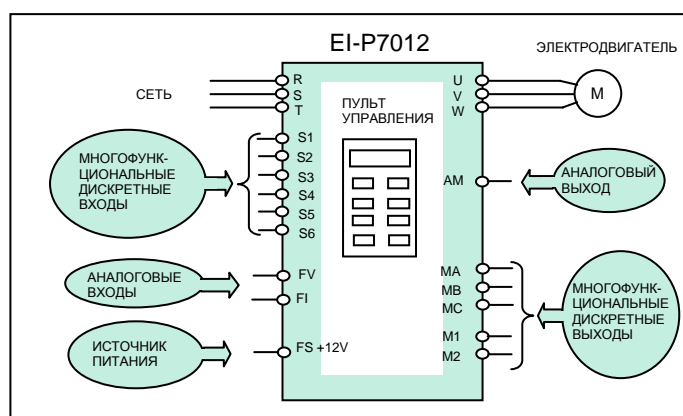 EI-P7012
ЭЛЕКТРОДВИГАТЕЛЬ
СЕТЬ
R
S
T
ПУЛЬТ
УПРАВЛЕНИЯ
U
V
W
M
МНОГОФУНК-
ЦИОНАЛЬНЫЕ
ДИСКРЕТНЫЕ
ВХОДЫ
S1
S2
S3
S4
S5
S6
AM
АНАЛОГОВЫЙ
ВЫХОД
АНАЛОГОВЫЕ
ВХОДЫ
FV
FI
MA
MB
MC
M1
M2
МНОГОФУНК-
ЦИОНАЛЬНЫЕ
ДИСКРЕТНЫЕ
ВЫХОДЫ
ИСТОЧНИК
ПИТАНИЯ
FS +12V